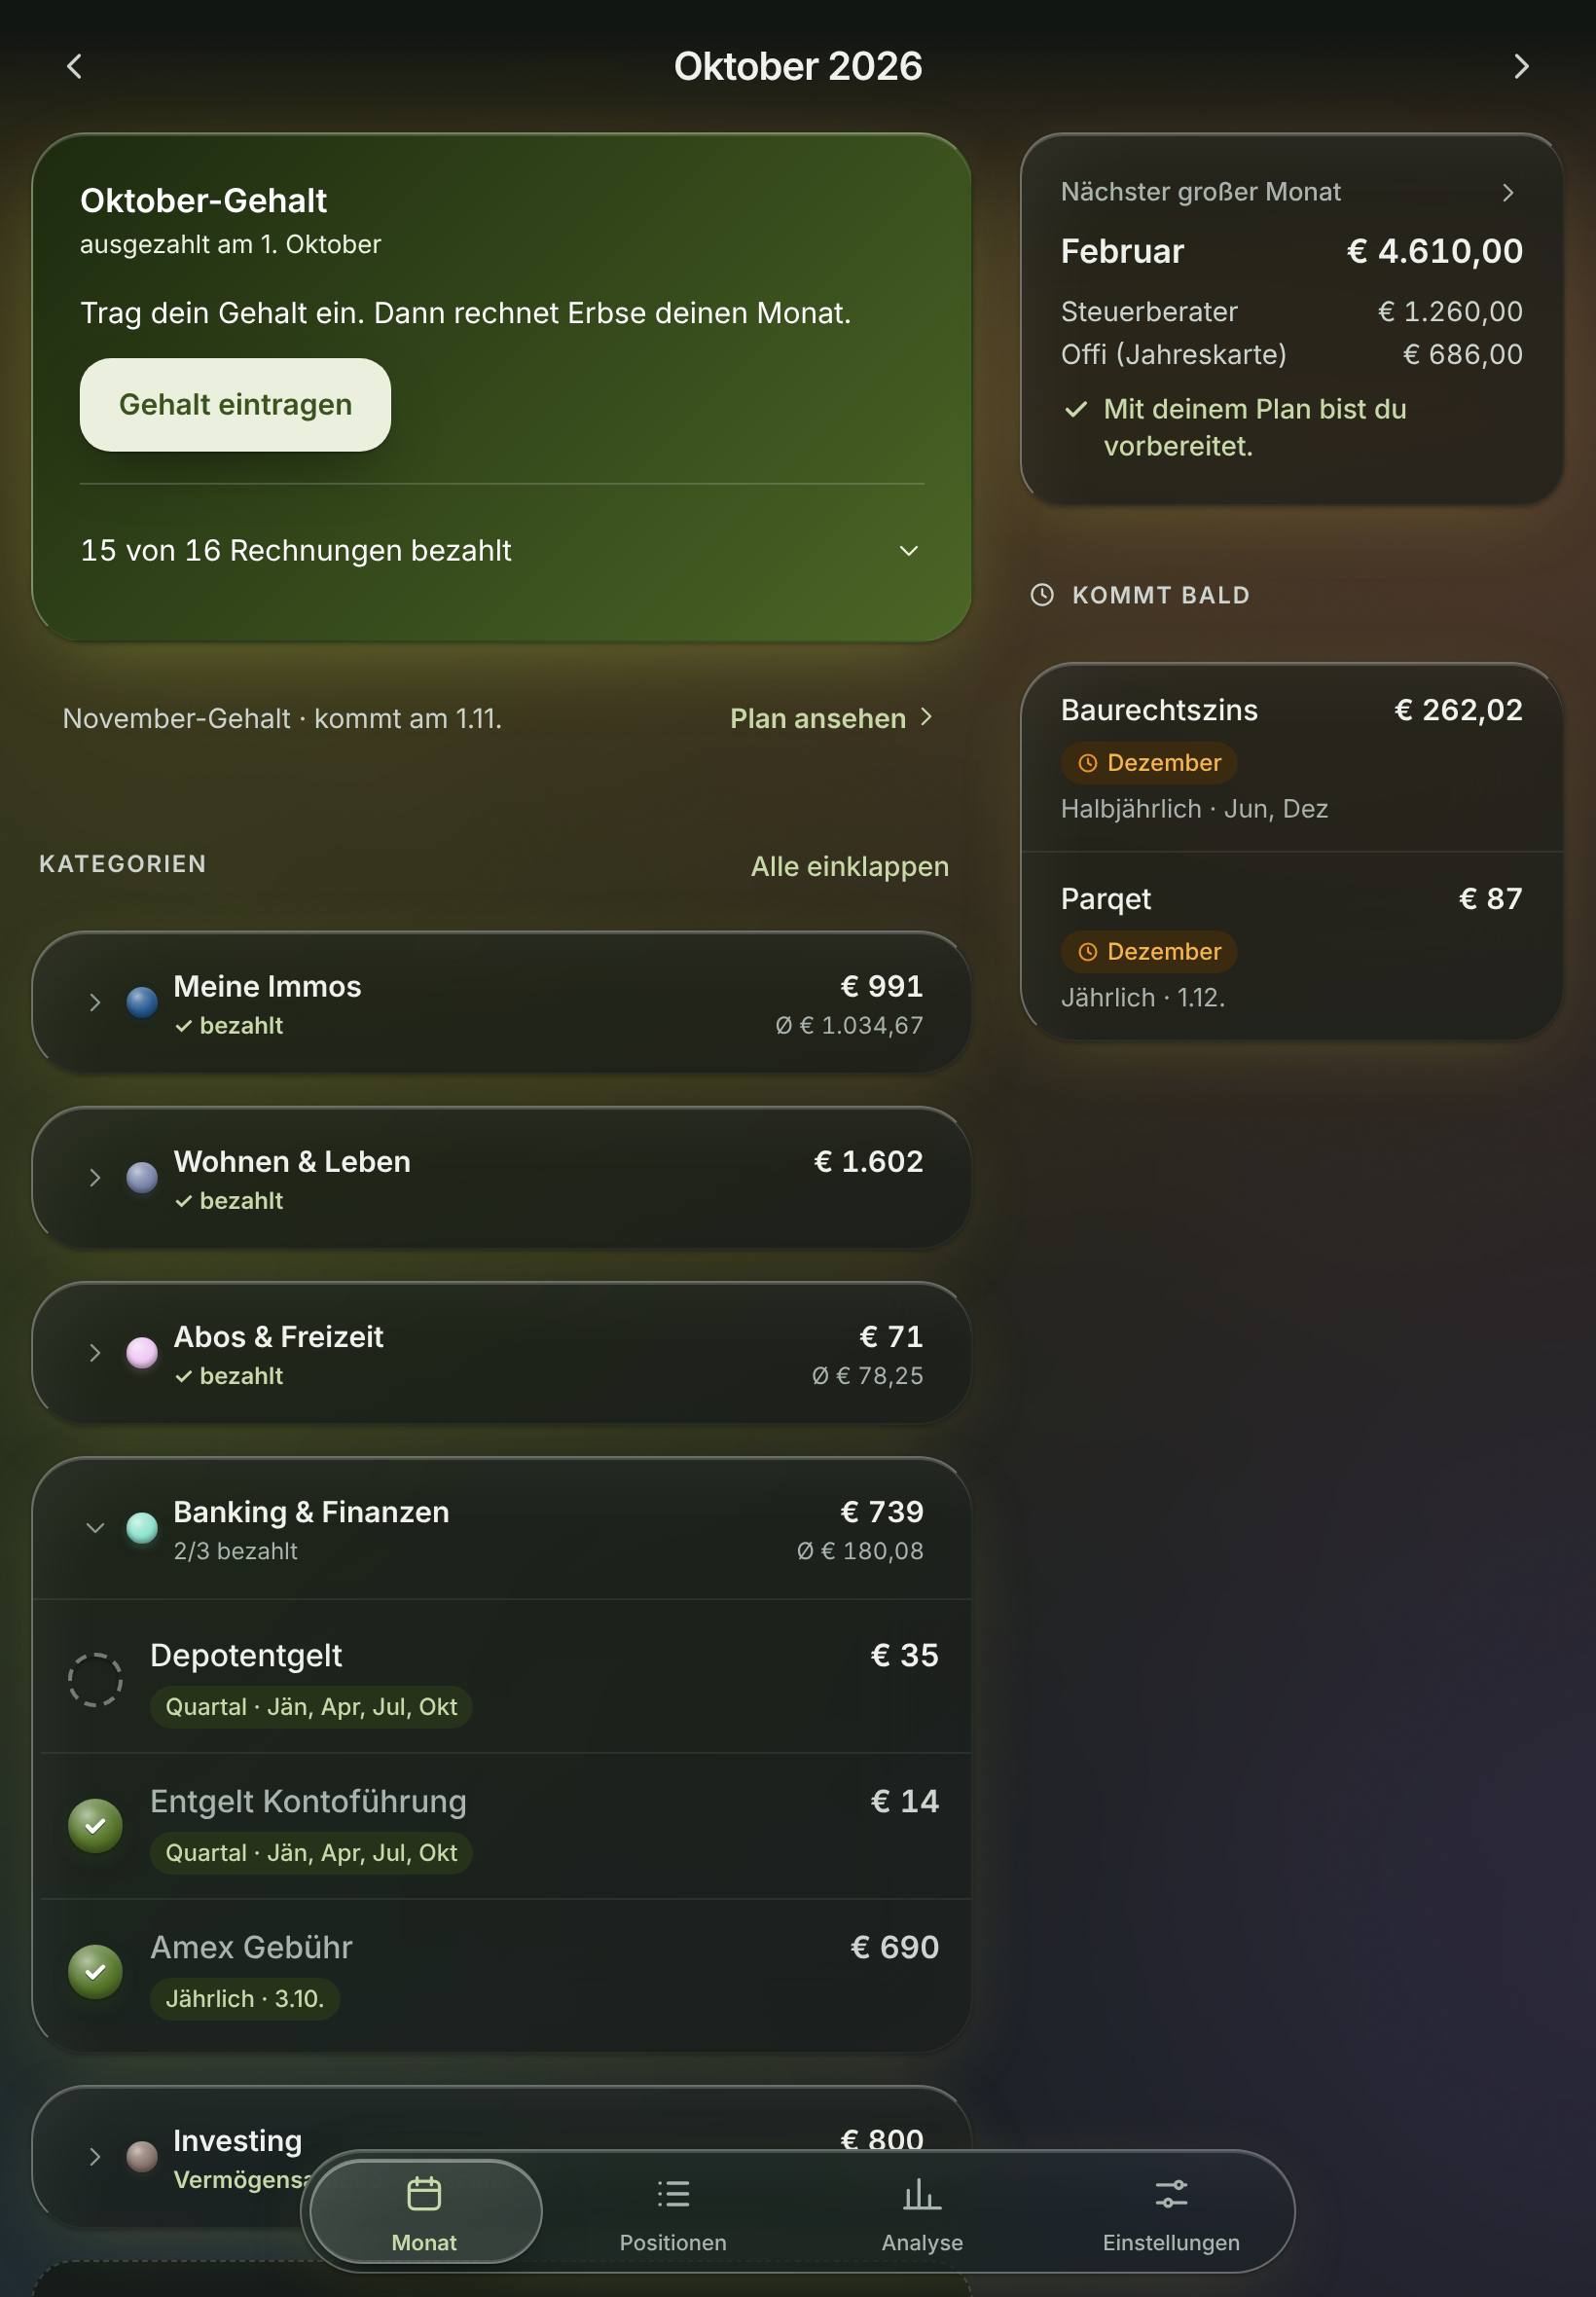 Oktober 2026
Oktober-Gehalt
ausgezahlt am 1. Oktober
Trag dein Gehalt ein. Dann rechnet Erbse deinen Monat.
Gehalt eintragen
15 von 16 Rechnungen bezahlt
November-Gehalt · kommt am 1.11.
Plan ansehen
KATEGORIEN
Alle einklappen
Meine Immos
€ 991
bezahlt
Ø € 1.034,67
Wohnen & Leben
€ 1.602
bezahlt
Abos & Freizeit
€ 71
bezahlt
Ø € 78,25
Banking & Finanzen
€ 739
2/3 bezahlt
Ø € 180,08
Depotentgelt
€ 35
Quartal · Jän, Apr, Jul, Okt
Entgelt Kontoführung
€ 14
Quartal · Jän, Apr, Jul, Okt
Amex Gebühr
€ 690
Jährlich · 3.10.
Investing
€ 800
Nächster großer Monat
Februar
€ 4.610,00
Steuerberater
€ 1.260,00
Offi (Jahreskarte)
€ 686,00
Mit deinem Plan bist du
vorbereitet.
KOMMT BALD
Baurechtszins
€ 262,02
Dezember
Halbjährlich · Jun, Dez
Parqet
€ 87
Dezember
Jährlich · 1.12.
Monat
Positionen
Analyse
Einstellungen